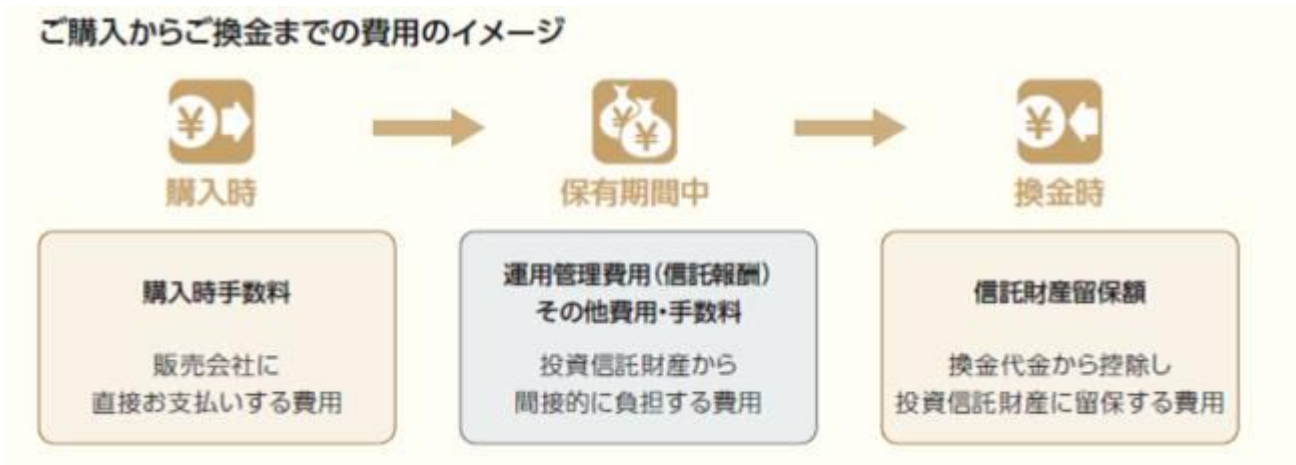 ご購入からご換金までの費用のイメージ
¥
¥ ¥
¥
購入時
保有期間中
換金時
購入時手数料
販売会社に
直接お支払いする費用
運用管理費用(信託報酬)
その他費用・手数料
投資信託財産から
間接的に負担する費用
信託財産留保額
換金代金から控除し
投資信託財産に留保する費用